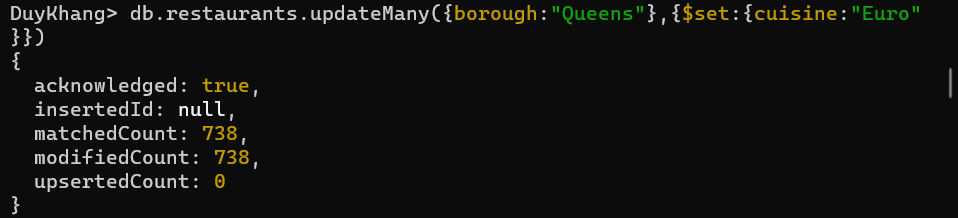 DuyKhang> db.restaurants.updateMany({borough:"Queens"},{$set:{cuisine:"Euro"
}})
{
  acknowledged: true,
  insertedId: null,
  matchedCount: 738,
  modifiedCount: 738,
  upsertedCount: 0
}